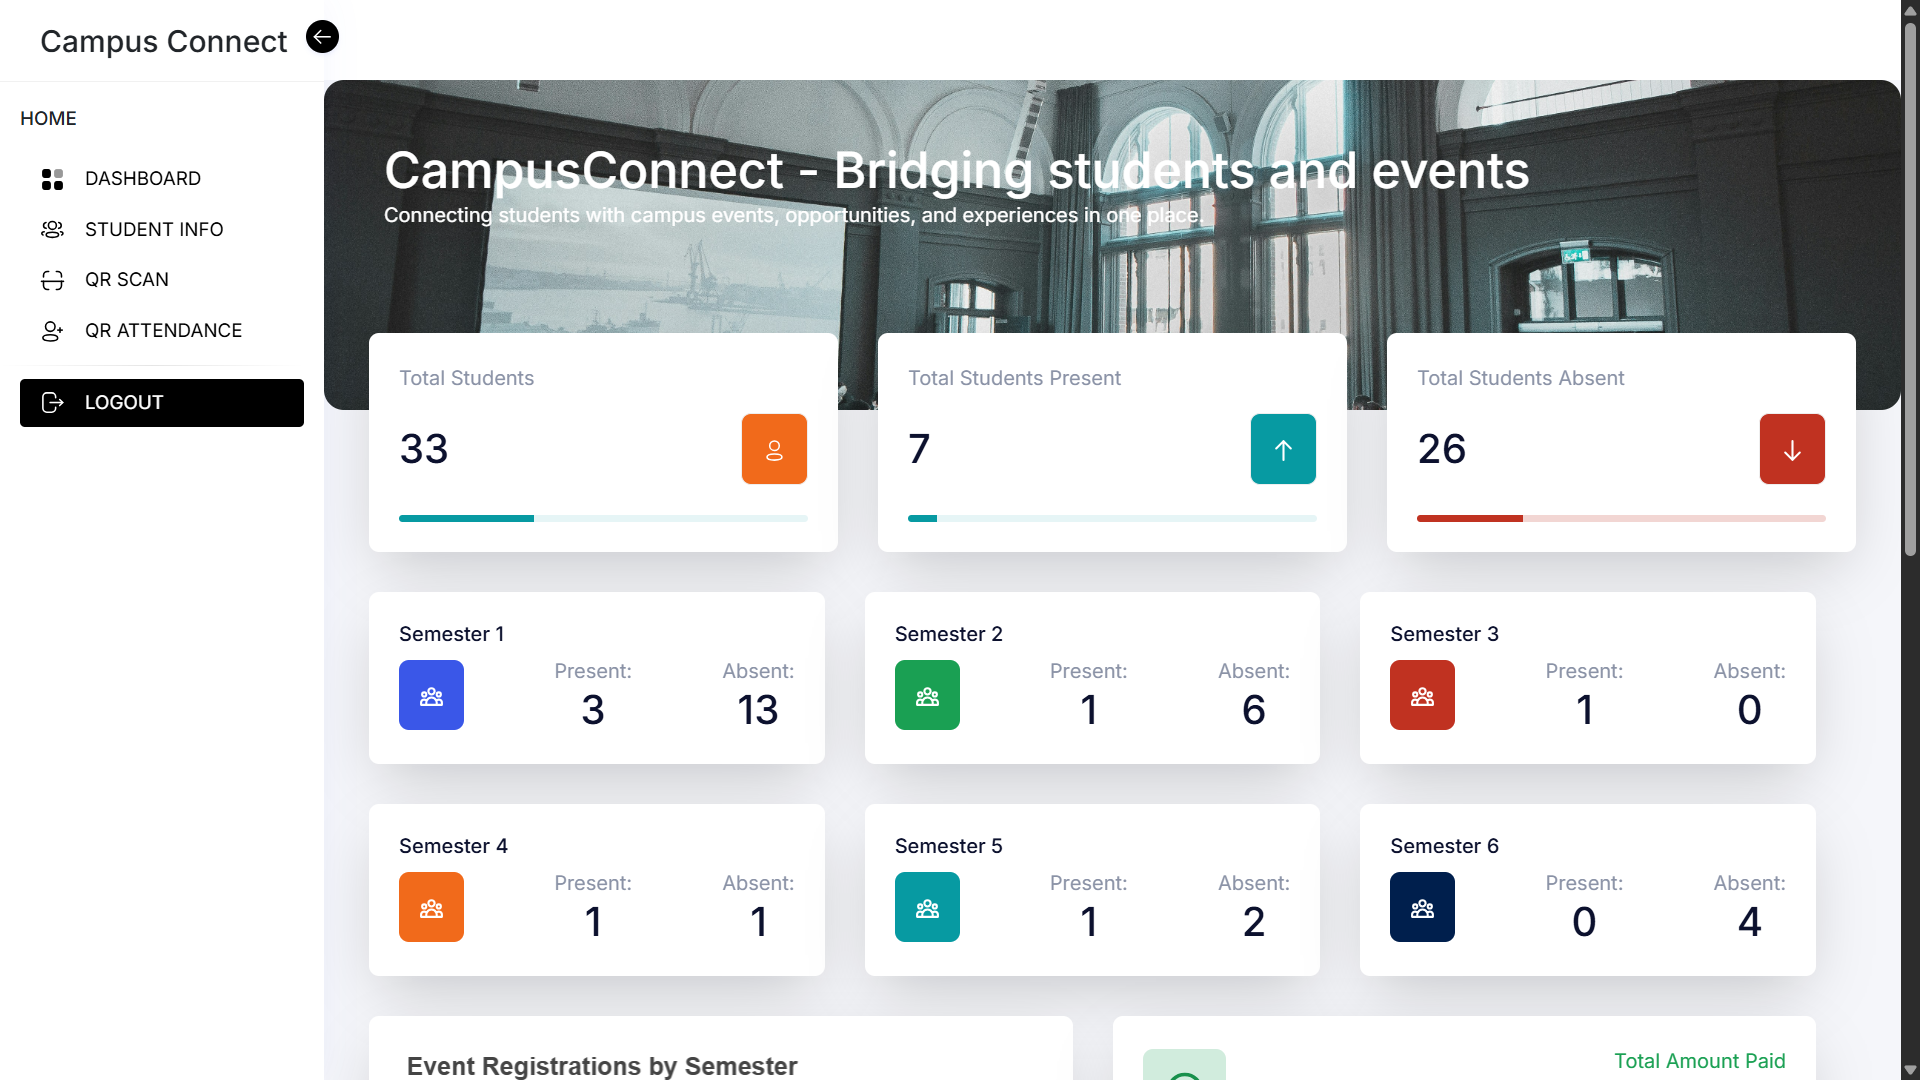 Campus Connect
HOME
DASHBOARD
STUDENT INFO
QR SCAN
QR ATTENDANCE
LOGOUT
CampusConnect - Bridging students and events
Connecting students with campus events, opportunities, and experiences in one place.
Total Students
33
Total Students Present
7
Total Students Absent
26
Semester 1
Present: Absent:
3 13
Semester 2
Present: Absent:
1 6
Semester 3
Present: Absent:
1 0
Semester 4
Present: Absent:
1 1
Semester 5
Present: Absent:
1 2
Semester 6
Present: Absent:
0 4
Event Registrations by Semester
Total Amount Paid